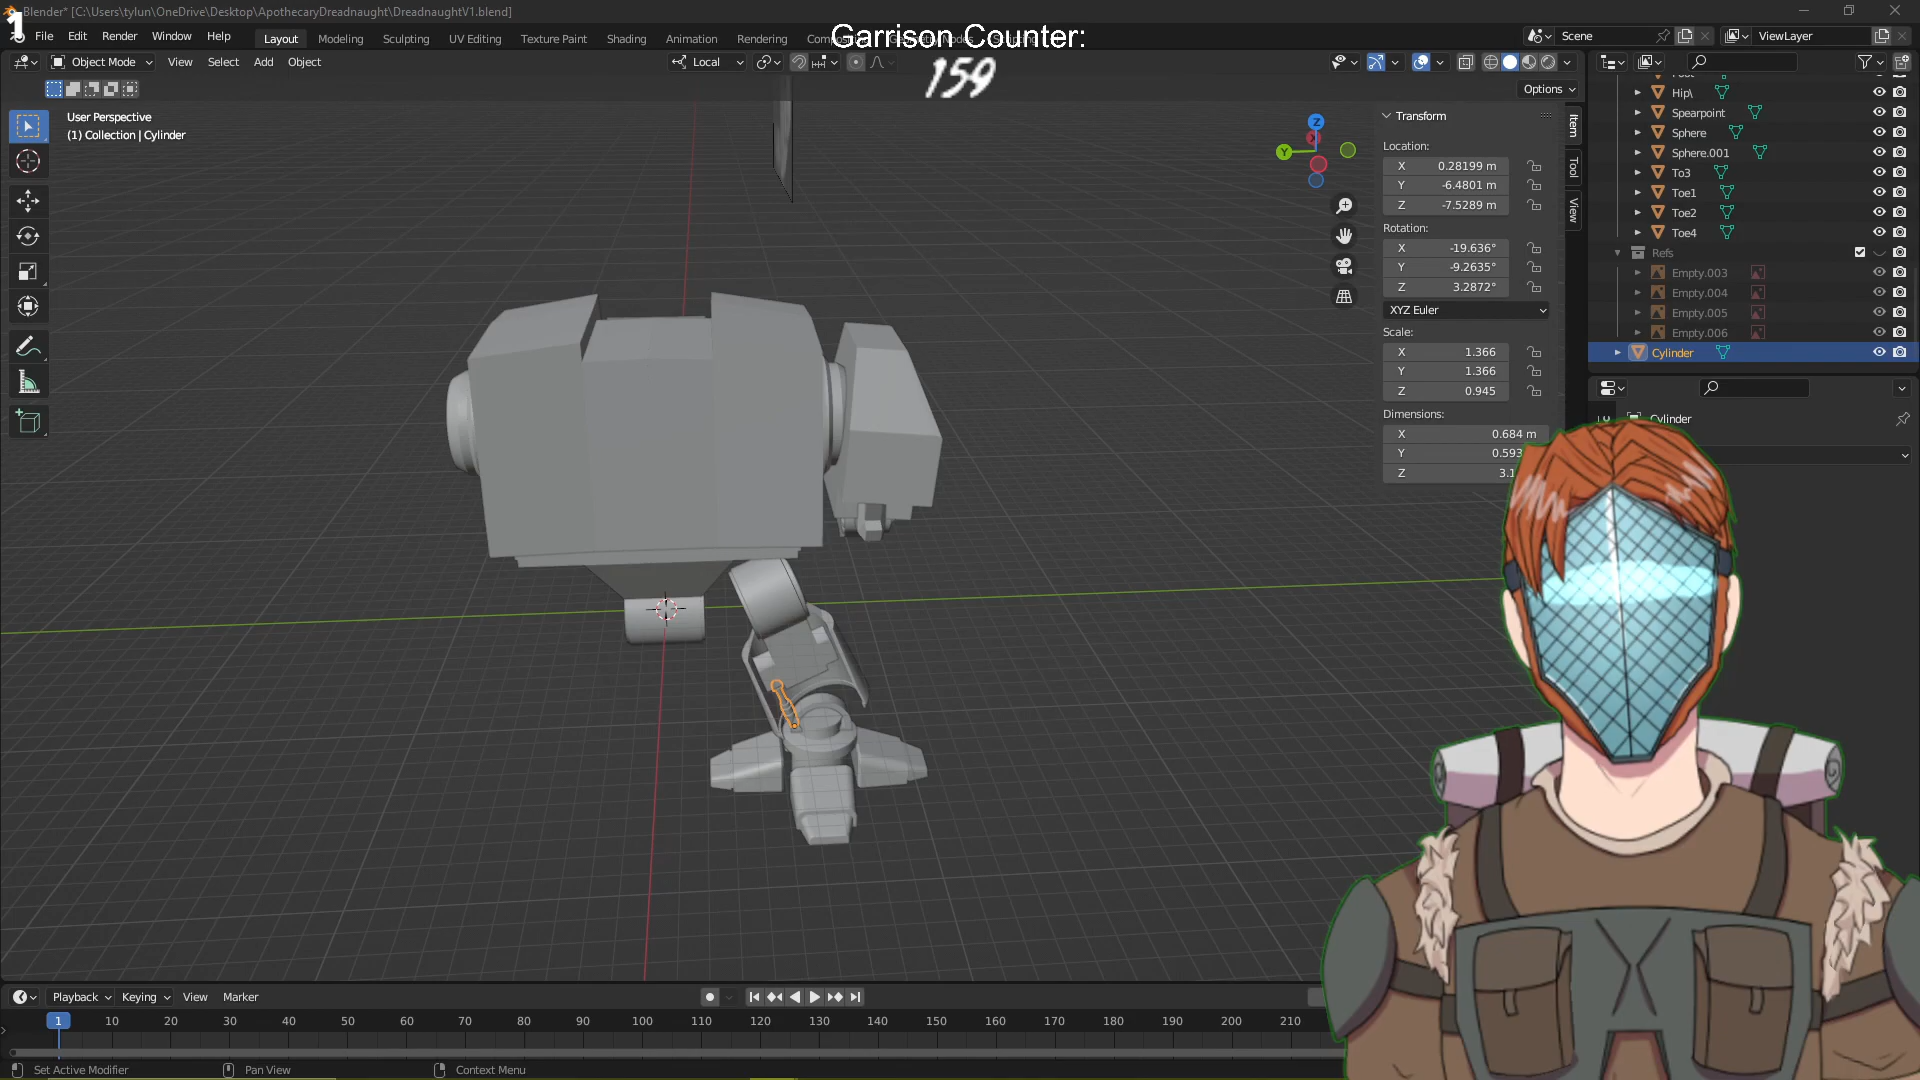 Blender* [C:\Users\tylun\OneDrive\Desktop\ApothecaryDreadnaught\DreadnaughtV1.blend]
1
File Edit Render Window Help
Layout Modeling Sculpting UV Editing Texture Paint Shading Animation Rendering
Garrison Counter:
159
Scene
ViewLayer
Object Mode
View Select Add Object
Local
Options
User Perspective
(1) Collection | Cylinder
Z
X
Y
Transform
Location:
X 0.28199 m
Y -6.4801 m
Z -7.5289 m
Rotation:
X -19.636°
Y -9.2635°
Z 3.2872°
XYZ Euler
Scale:
X 1.366
Y 1.366
Z 0.945
Dimensions:
X 0.684 m
Y 0.593
Z 3.1
Item
Tool
View
Hip\
Spearpoint
Sphere
Sphere.001
To3
Toe1
Toe2
Toe4
Refs
Empty.003
Empty.004
Empty.005
Empty.006
Cylinder
Cylinder
Playback Keying View Marker
1 10 20 30 40 50 60 70 80 90 100 110 120 130 140 150 160 170 180 190 200 210
Set Active Modifier
Pan View
Context Menu